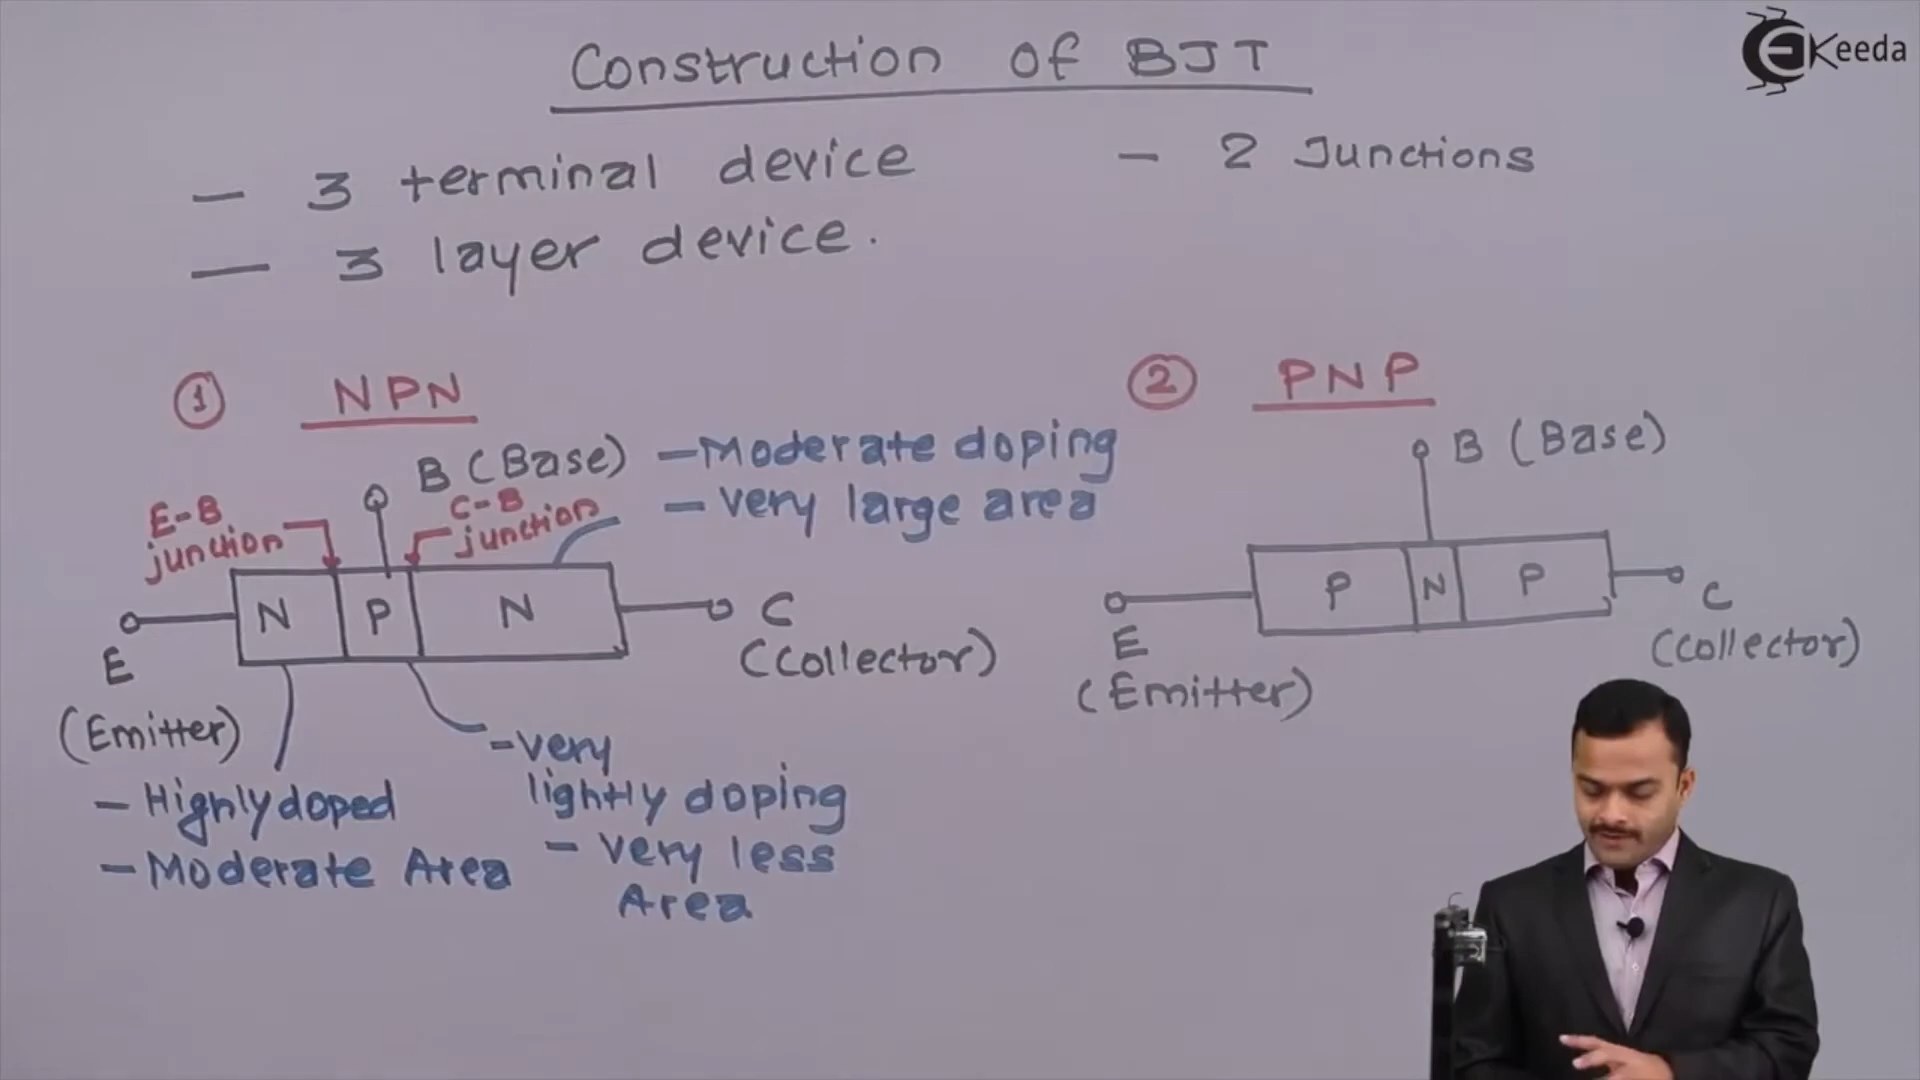 Construction of BJT
EKeeda
- 3 terminal device
- 2 Junctions
- 3 layer device.
1 NPN
B (Base)
- Moderate doping
- very large area
E-B
junction
C-B
junction
N P N
E
(Emitter)
C
(Collector)
- Highly doped
- Moderate Area
- very
lightly doping
- very less
Area
2 PNP
B (Base)
P N P
E
(Emitter)
C
(Collector)